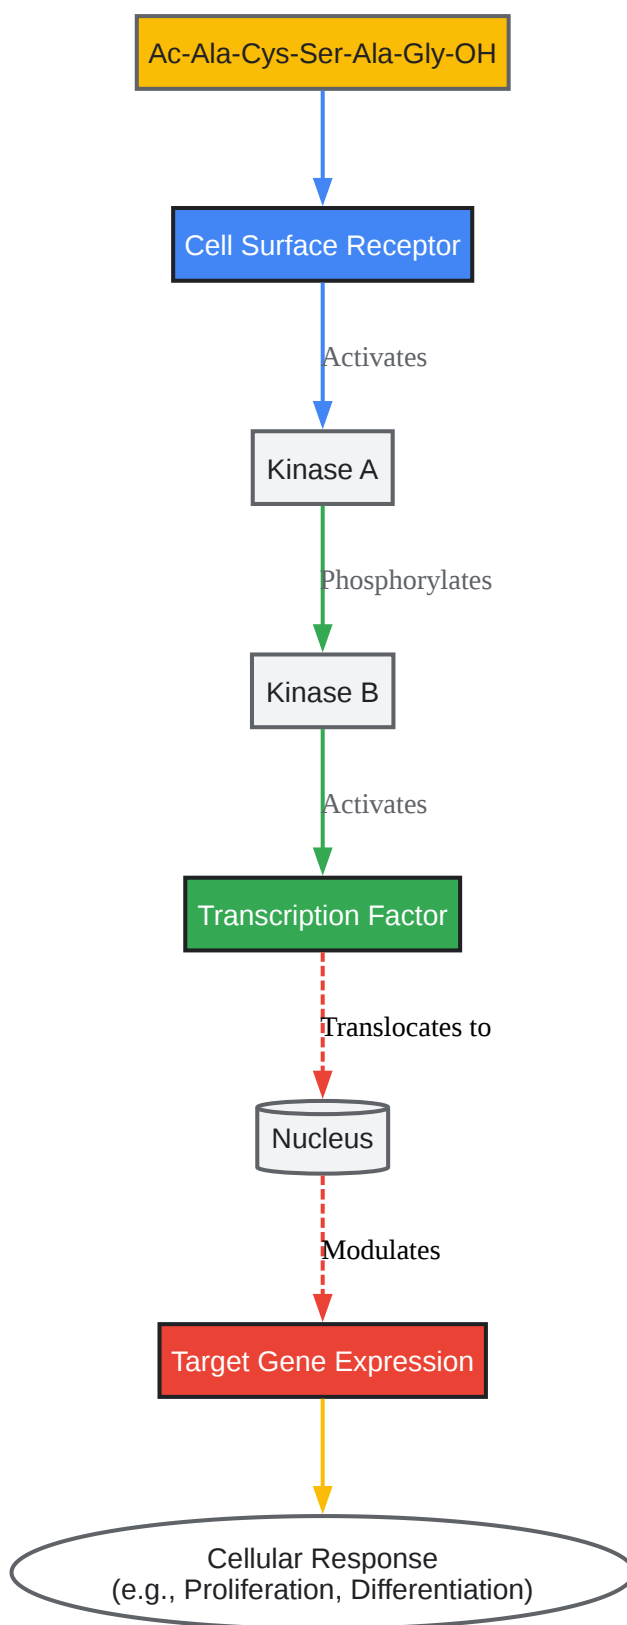 Ac-Ala-Cys-Ser-Ala-Gly-OH
Cell Surface Receptor
Activates
Kinase A
Phosphorylates
Kinase B
Activates
Transcription Factor
Translocates to
Nucleus
Modulates
Target Gene Expression
Cellular Response
(e.g., Proliferation, Differentiation)